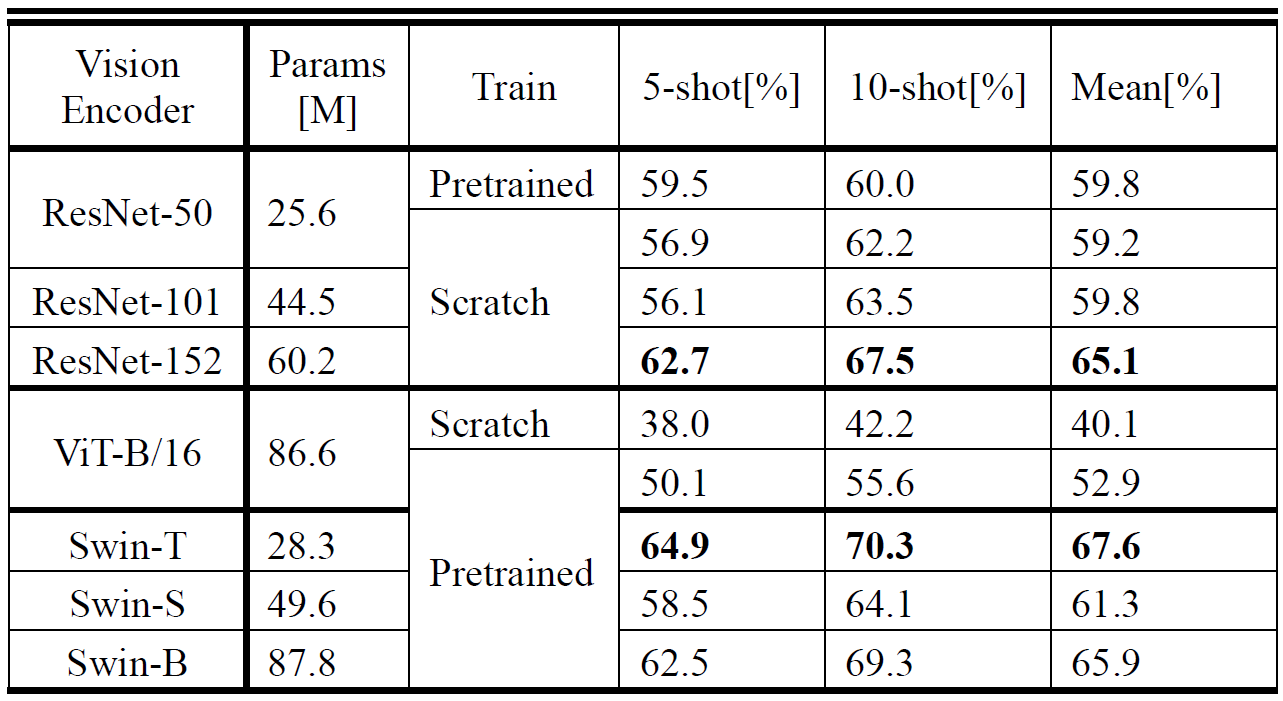 Vision Encoder Params [M] Train 5-shot[%] 10-shot[%] Mean[%]
ResNet-50 25.6 Pretrained 59.5 60.0 59.8
Scratch 56.9 62.2 59.2
ResNet-101 44.5 56.1 63.5 59.8
ResNet-152 60.2 62.7 67.5 65.1
ViT-B/16 86.6 Scratch 38.0 42.2 40.1
Pretrained 50.1 55.6 52.9
Swin-T 28.3 64.9 70.3 67.6
Swin-S 49.6 58.5 64.1 61.3
Swin-B 87.8 62.5 69.3 65.9